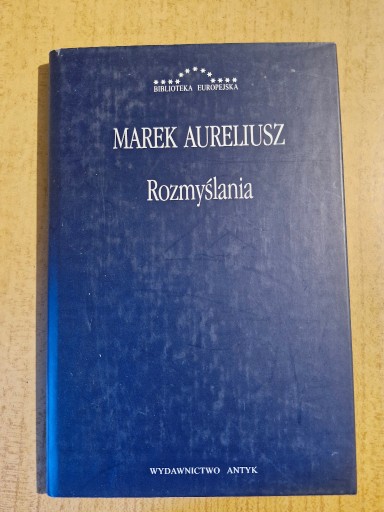 BIBLIOTEKA EUROPEJSKA
MAREK AURELIUSZ
Rozmyślania
WYDAWNICTWO ANTYK